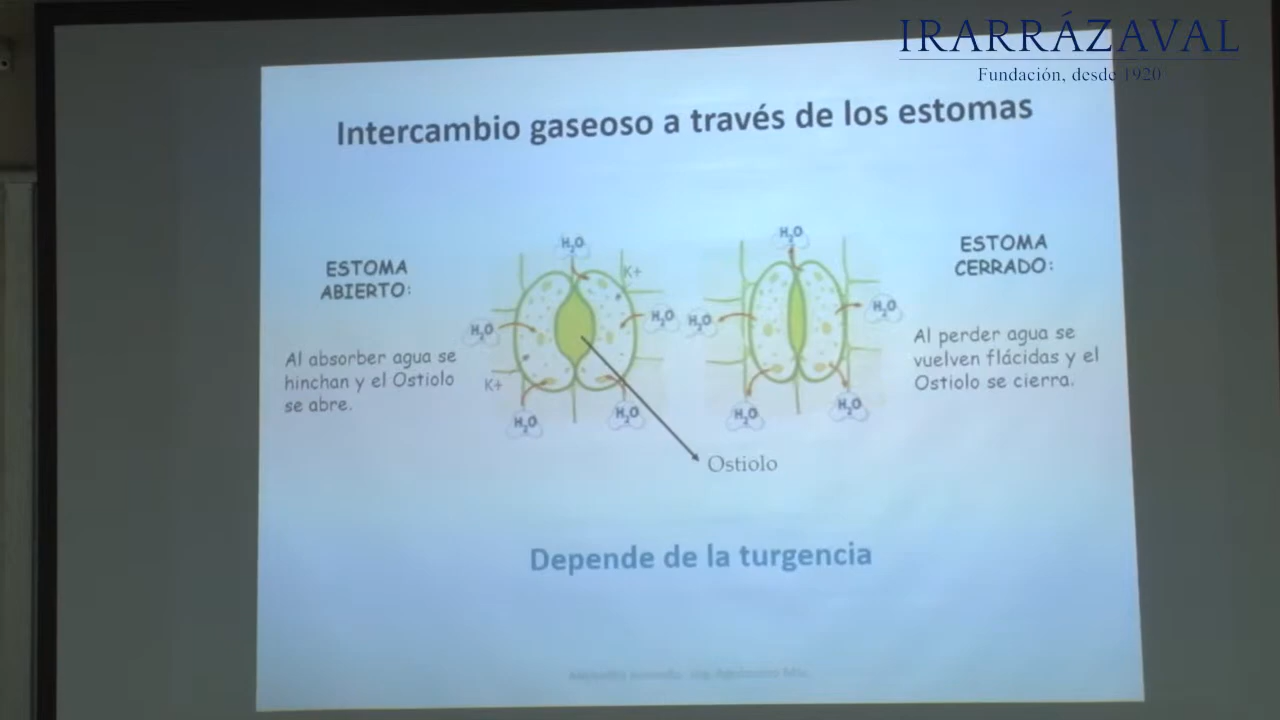 IRARRÁZAVAL
Fundación, desde 1920
Intercambio gaseoso a través de los estomas
ESTOMA
ABIERTO:
Al absorber agua se
hinchan y el Ostiolo
se abre.
H₂O
K+
H₂O
H₂O
K+
H₂O
H₂O
H₂O
H₂O
H₂O
H₂O
H₂O
ESTOMA
CERRADO:
Al perder agua se
vuelven flácidas y el
Ostiolo se cierra.
Ostiolo
Depende de la turgencia